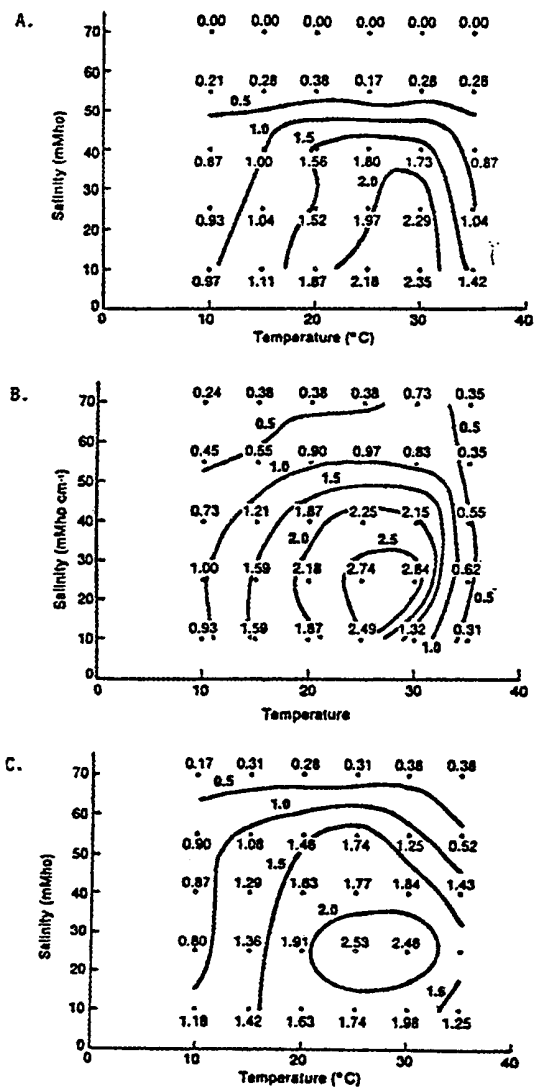 A.
70
0.00 0.00 0.00 0.00 0.00 0.00
60
0.21 0.28 0.38 0.17 0.28 0.28
50
0.5
1.0
1.5
40
0.87 1.00 1.56 1.80 1.73 0.87
2.0
30
0.93 1.04 1.52 1.97 2.29 1.04
20
10
0.97 1.11 1.87 2.18 2.35 1.42
0
0 10 20 30 40
Salinity (mMho)
Temperature (°C)
B.
0.24 0.38 0.38 0.38 0.73 0.35
70
0.5
0.5
60
0.45 0.55 0.90 0.97 0.83 0.35
1.0
50
1.5
0.73 1.21 1.87 2.25 2.15 0.55
40
2.0
2.5
30
1.00 1.59 2.18 2.74 2.84 0.62
20
0.5
0.93 1.59 1.87 2.49 1.32 0.31
10
1.0
0
0 10 20 30 40
Salinity (mMho cm-1)
Temperature
C.
0.17 0.31 0.28 0.31 0.38 0.38
70
0.5
60
1.0
0.90 1.08 1.46 1.74 1.25 0.52
50
1.5
40
0.87 1.29 1.63 1.77 1.84 1.43
2.0
30
0.80 1.36 1.91 2.53 2.48
20
1.5
10
1.18 1.42 1.63 1.74 1.98 1.25
0
0 10 20 30 40
Salinity (mMho)
Temperature (°C)